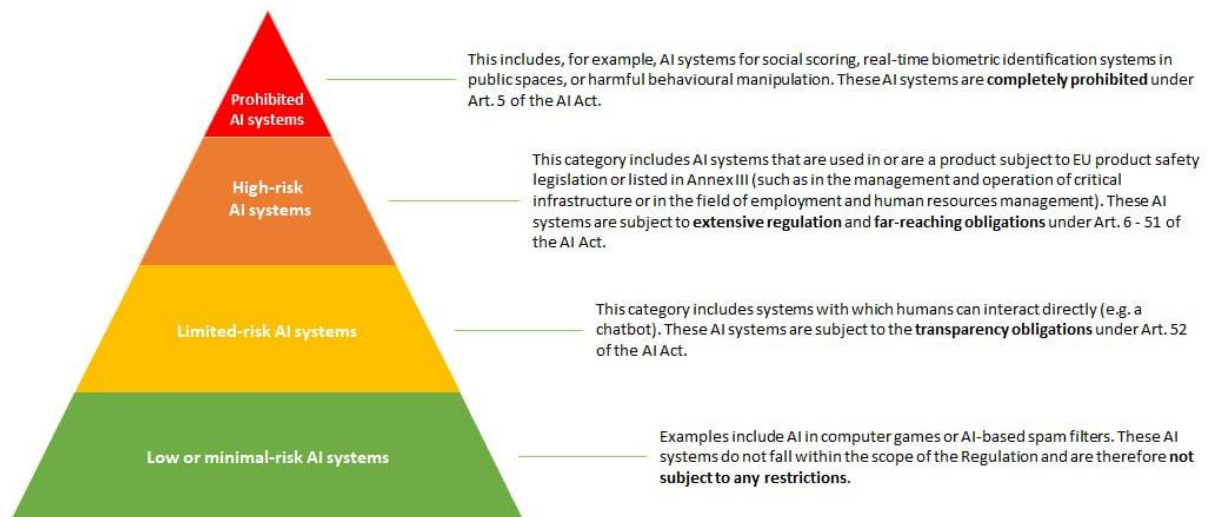 This includes, for example, AI systems for social scoring, real-time biometric identification systems in
public spaces, or harmful behavioural manipulation. These AI systems are completely prohibited under
Art. 5 of the AI Act.
Prohibited
AI systems
This category includes AI systems that are used in or are a product subject to EU product safety
legislation or listed in Annex III (such as in the management and operation of critical
infrastructure or in the field of employment and human resources management). These AI
systems are subject to extensive regulation and far-reaching obligations under Art. 6 - 51 of
the AI Act.
High-risk
AI systems
This category includes systems with which humans can interact directly (e.g. a
chatbot). These AI systems are subject to the transparency obligations under Art. 52
of the AI Act.
Limited-risk AI systems
Examples include AI in computer games or AI-based spam filters. These AI
systems do not fall within the scope of the Regulation and are therefore not
subject to any restrictions.
Low or minimal-risk AI systems